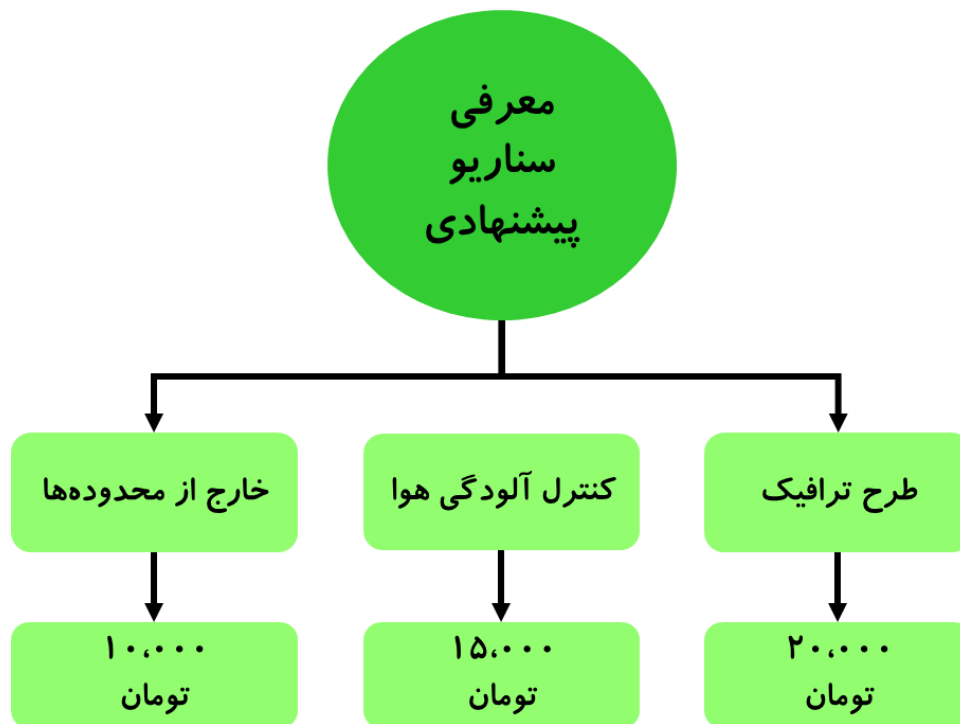 معرفی
سناریو
پیشنهادی
طرح ترافیک
کنترل آلودگی هوا
خارج از محدوده‌ها
۲۰،۰۰۰
تومان
۱۵،۰۰۰
تومان
۱۰،۰۰۰
تومان